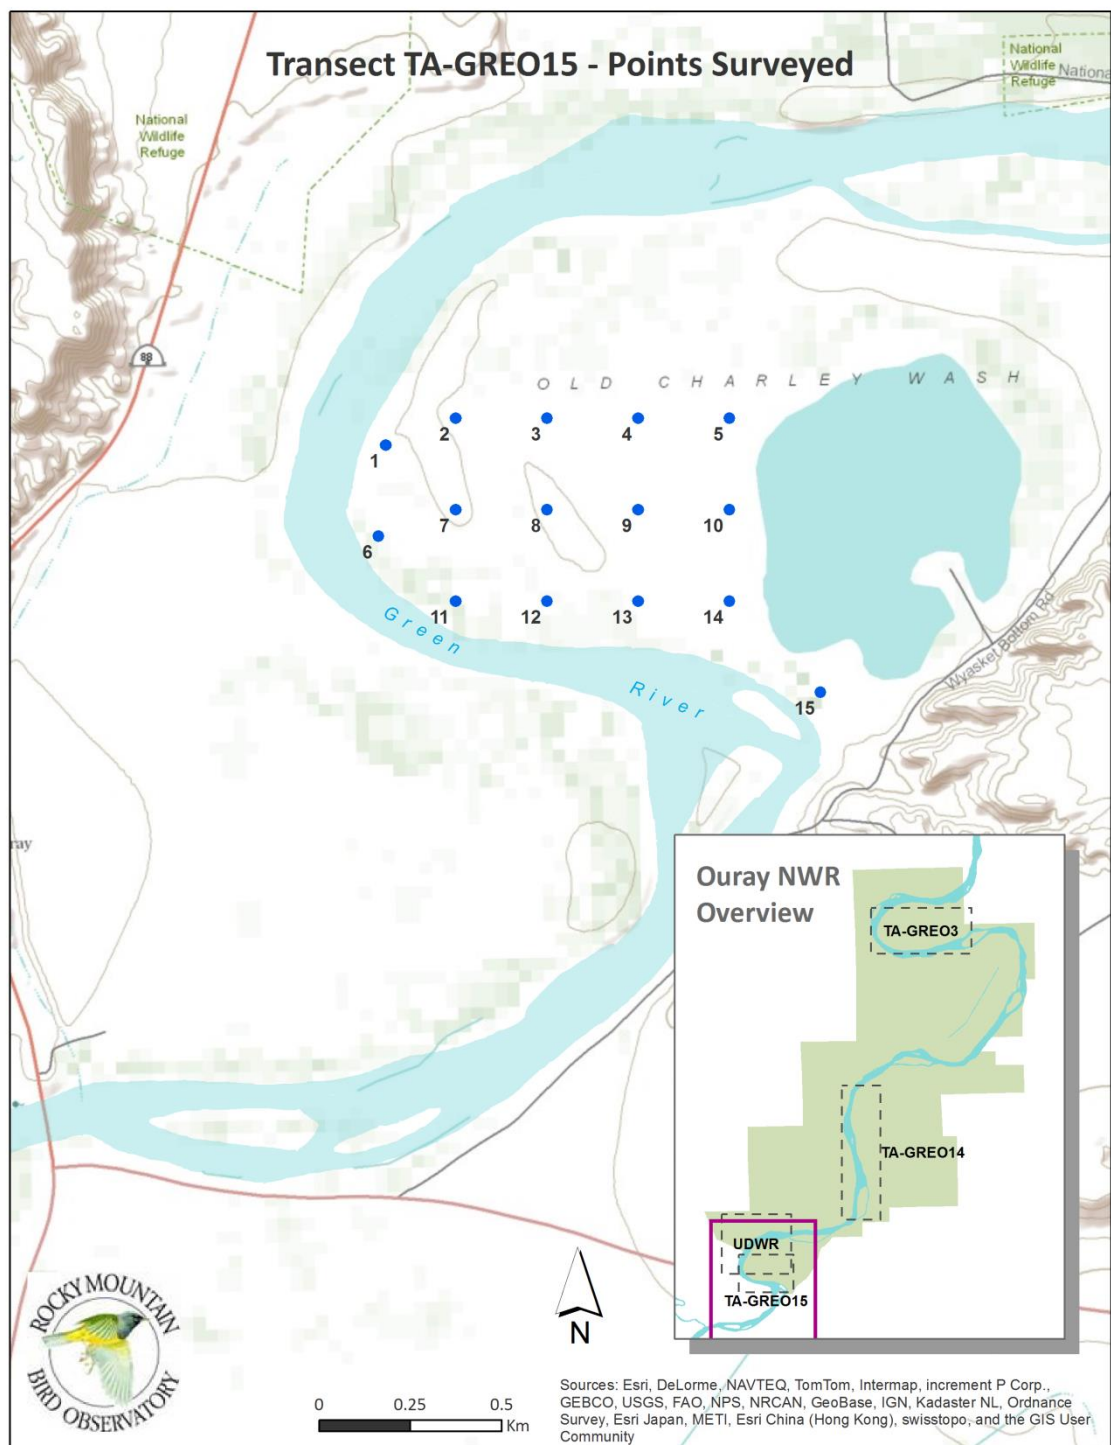 Transect TA-GREO15 - Points Surveyed
National
Wildlife
Refuge
National
Wildlife
Refuge
Nationa
88
O L D C H A R L E Y W A S H
1
2
3
4
5
6
7
8
9
10
11
12
13
14
15
Green
River
Wyasket Bottom Rd
ray
Ouray NWR
Overview
TA-GREO3
TA-GREO14
UDWR
TA-GREO15
N
ROCKY MOUNTAIN
BIRD OBSERVATORY
0 0.25 0.5
Km
Sources: Esri, DeLorme, NAVTEQ, TomTom, Intermap, increment P Corp.,
GEBCO, USGS, FAO, NPS, NRCAN, GeoBase, IGN, Kadaster NL, Ordnance
Survey, Esri Japan, METI, Esri China (Hong Kong), swisstopo, and the GIS User
Community